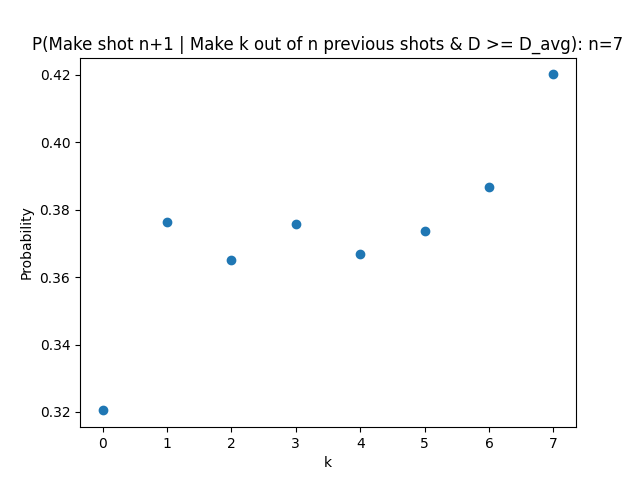 P(Make shot n+1 | Make k out of n previous shots & D >= D_avg): n=7
0.42
0.40
0.38
0.36
0.34
0.32
Probability
0 1 2 3 4 5 6 7
k